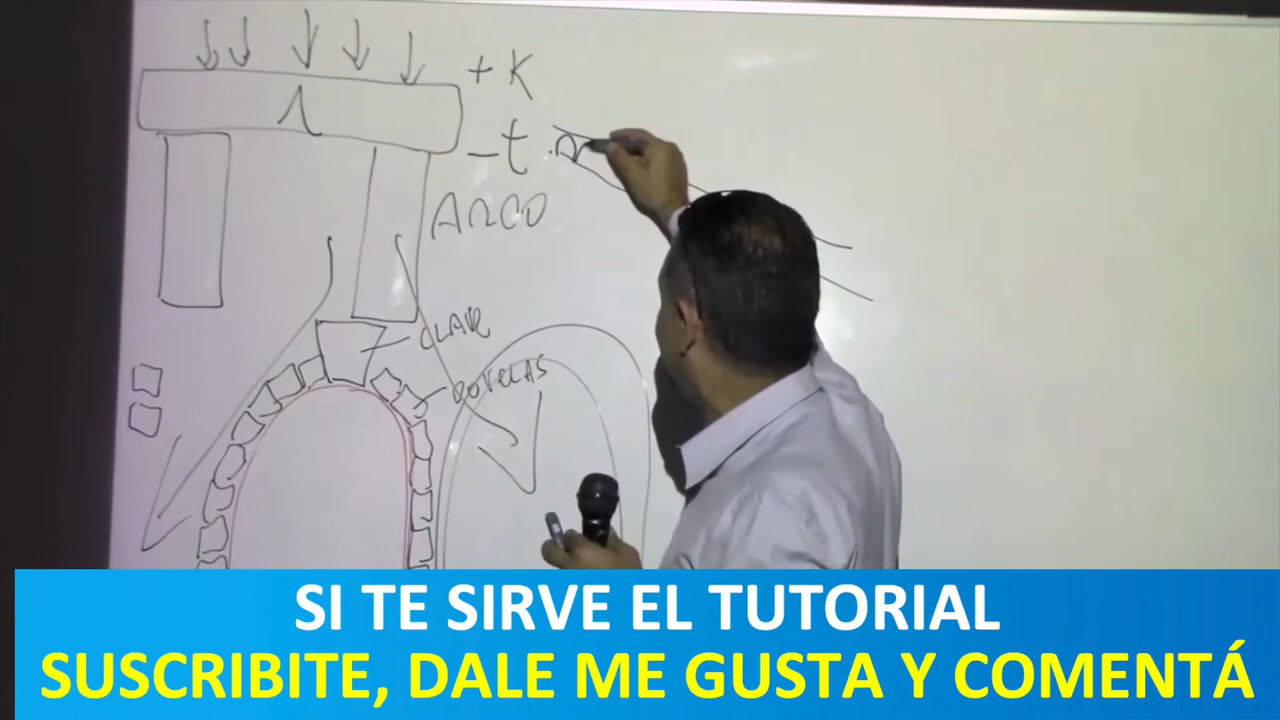 + K
- t
ARCO
CLAVE
DOVELAS
SI TE SIRVE EL TUTORIAL
SUSCRIBITE, DALE ME GUSTA Y COMENTÁ